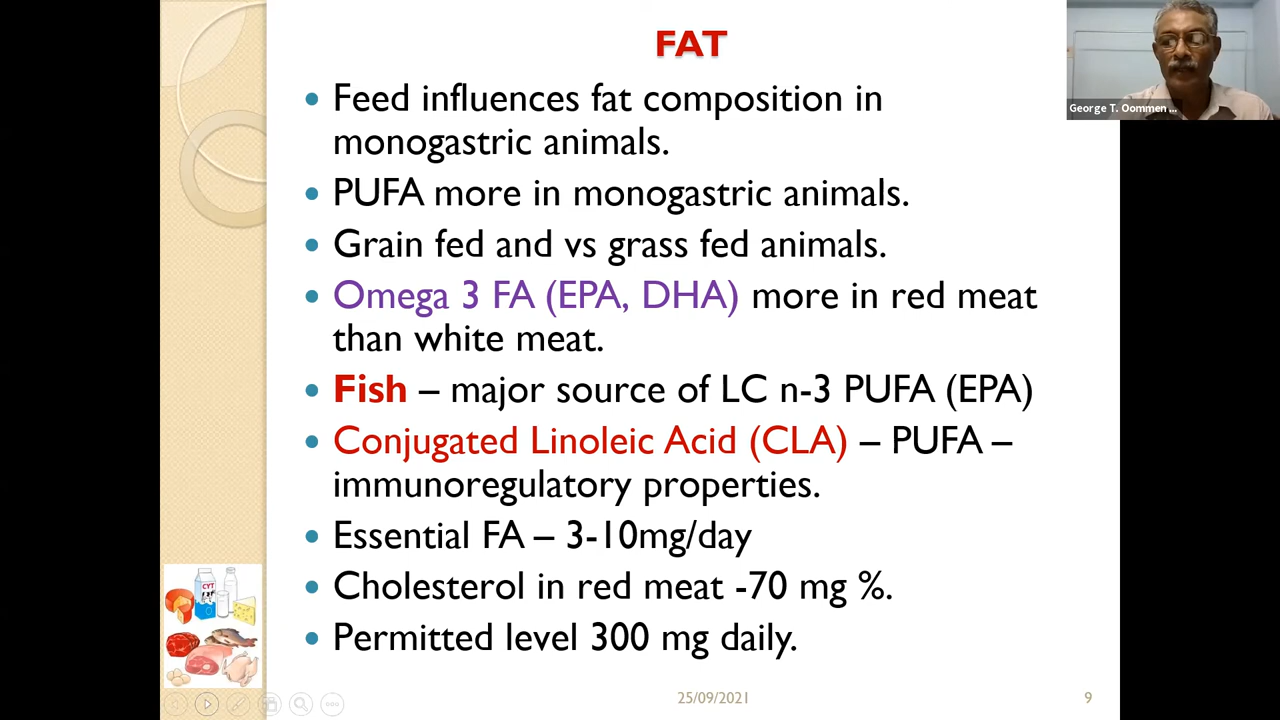 FAT
• Feed influences fat composition in
monogastric animals.
• PUFA more in monogastric animals.
• Grain fed and vs grass fed animals.
• Omega 3 FA (EPA, DHA) more in red meat
than white meat.
• Fish – major source of LC n-3 PUFA (EPA)
• Conjugated Linoleic Acid (CLA) – PUFA –
immunoregulatory properties.
• Essential FA – 3-10mg/day
• Cholesterol in red meat -70 mg %.
• Permitted level 300 mg daily.
George T. Oommen ...
CYT
25/09/2021
9